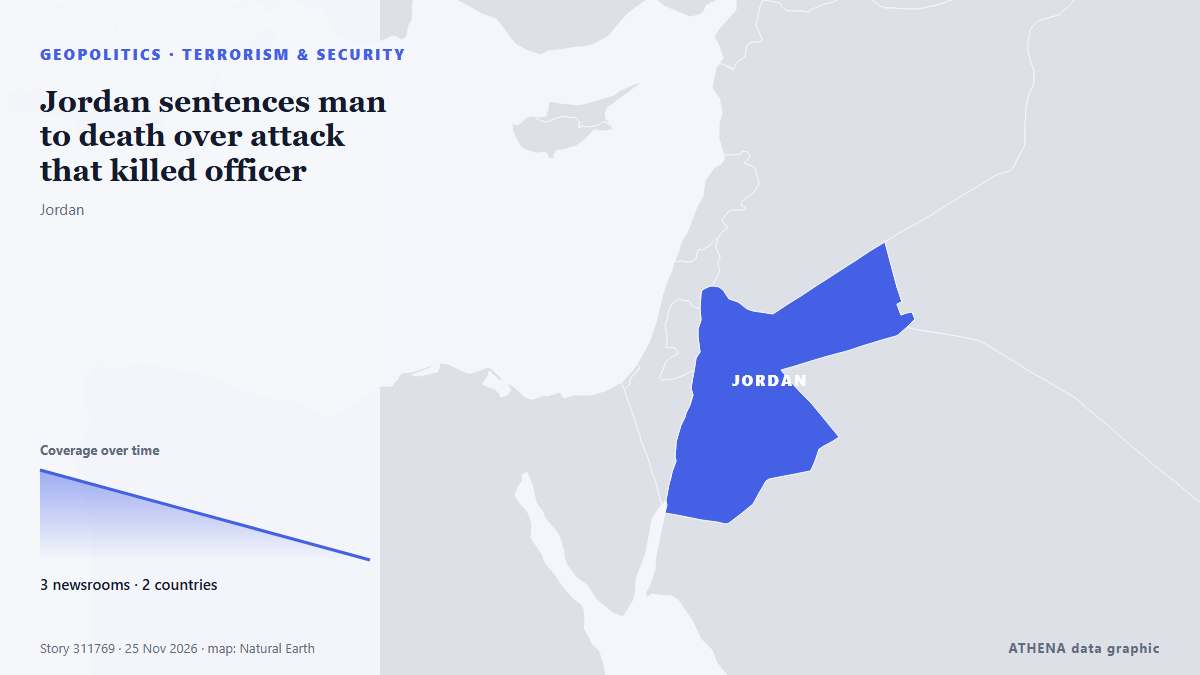 GEOPOLITICS · TERRORISM & SECURITY
Jordan sentences man
to death over attack
that killed officer
Jordan
JORDAN
Coverage over time
3 newsrooms · 2 countries
Story 311769 · 25 Nov 2026 · map: Natural Earth
ATHENA data graphic